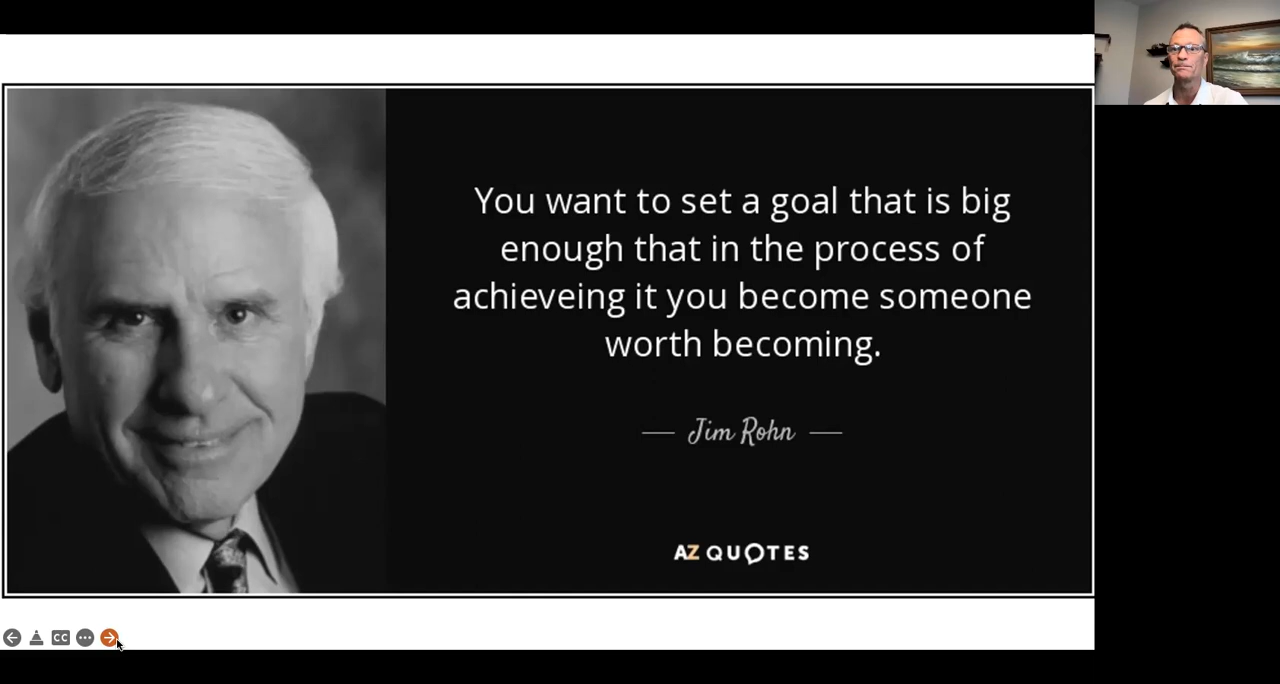 You want to set a goal that is big
enough that in the process of
achieveing it you become someone
worth becoming.
Jim Rohn
AZ QUOTES
CC